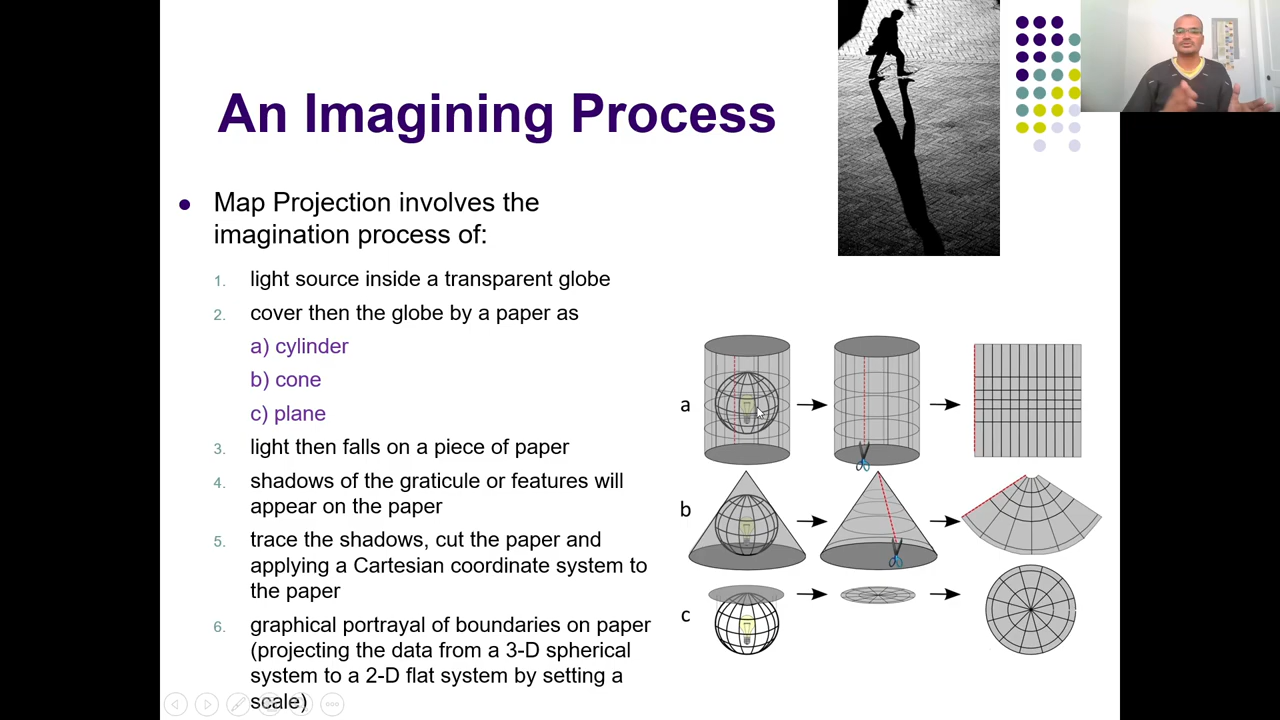 An Imagining Process
● Map Projection involves the
imagination process of:
1. light source inside a transparent globe
2. cover then the globe by a paper as
a) cylinder
b) cone
c) plane
3. light then falls on a piece of paper
4. shadows of the graticule or features will
appear on the paper
5. trace the shadows, cut the paper and
applying a Cartesian coordinate system to
the paper
6. graphical portrayal of boundaries on paper
(projecting the data from a 3-D spherical
system to a 2-D flat system by setting a
scale)
a
b
c